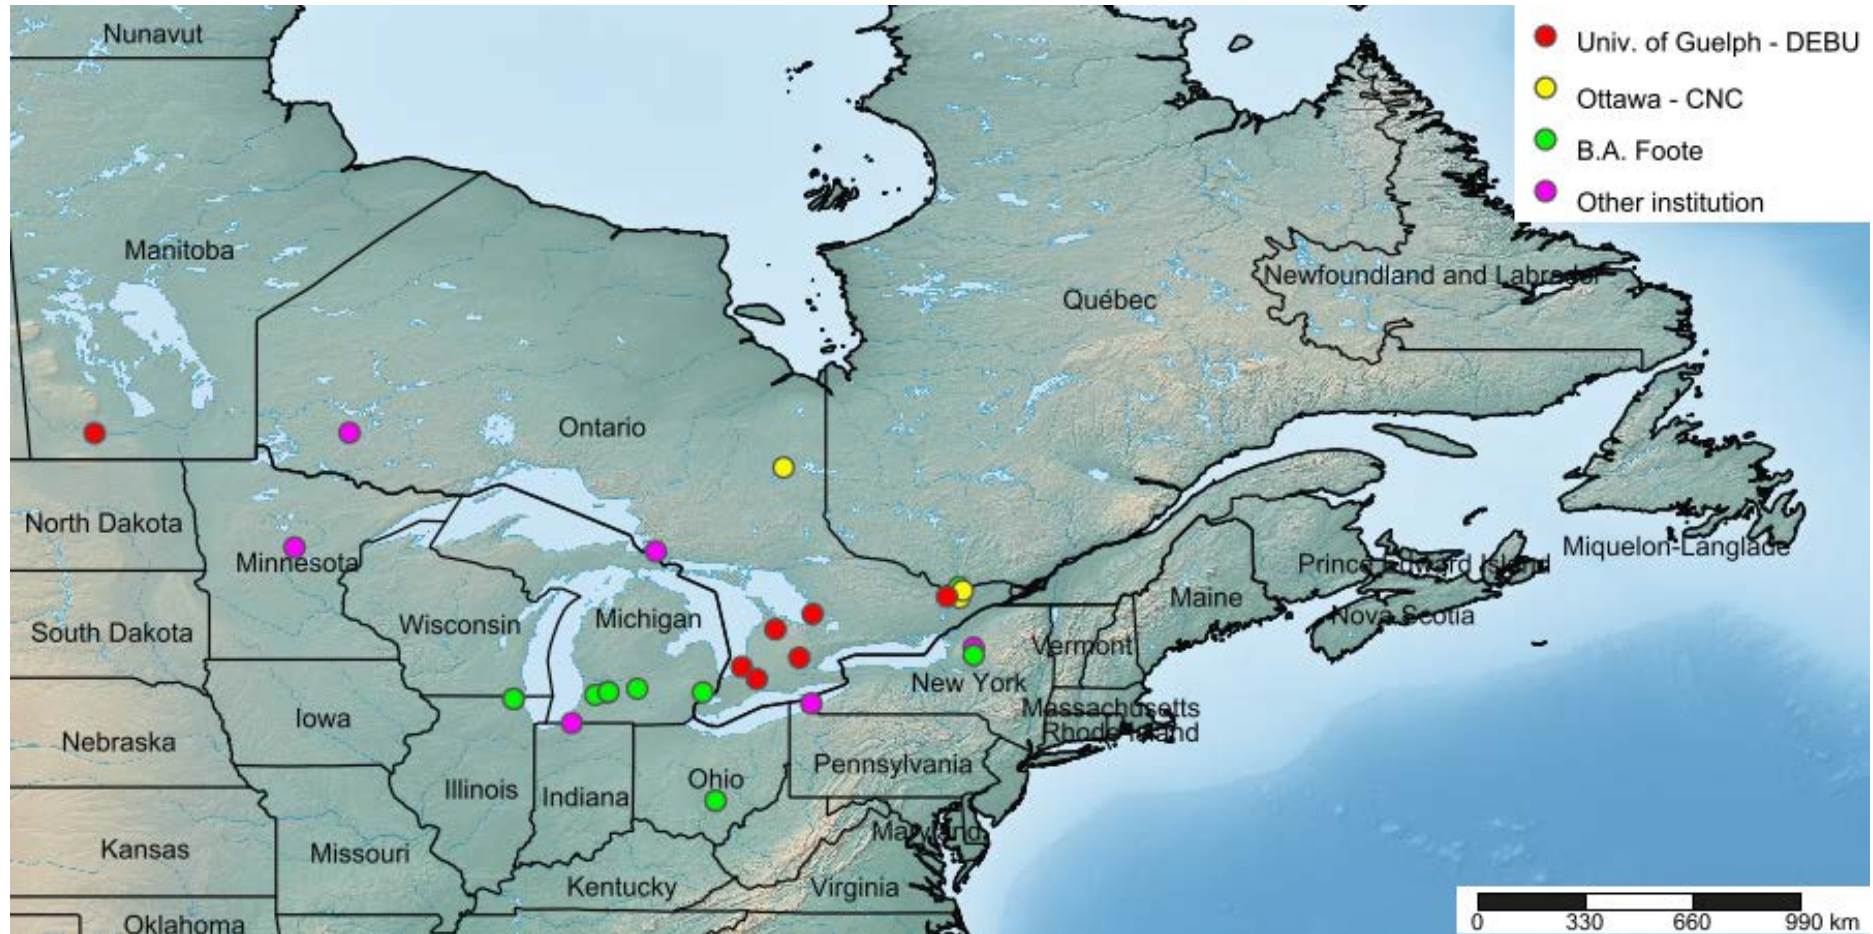 Nunavut
Univ. of Guelph - DEBU
Ottawa - CNC
B.A. Foote
Other institution
Manitoba
Newfoundland and Labrador
Québec
Ontario
North Dakota
Minnesota
Miquelon-Langlade
Prince Edward Island
Maine
Nova Scotia
South Dakota
Wisconsin
Michigan
Vermont
New York
Massachusetts
Rhode Island
Iowa
Nebraska
Pennsylvania
Ohio
Illinois
Indiana
Maryland
Kansas
Missouri
Kentucky
Virginia
Oklahoma
0 330 660 990 km